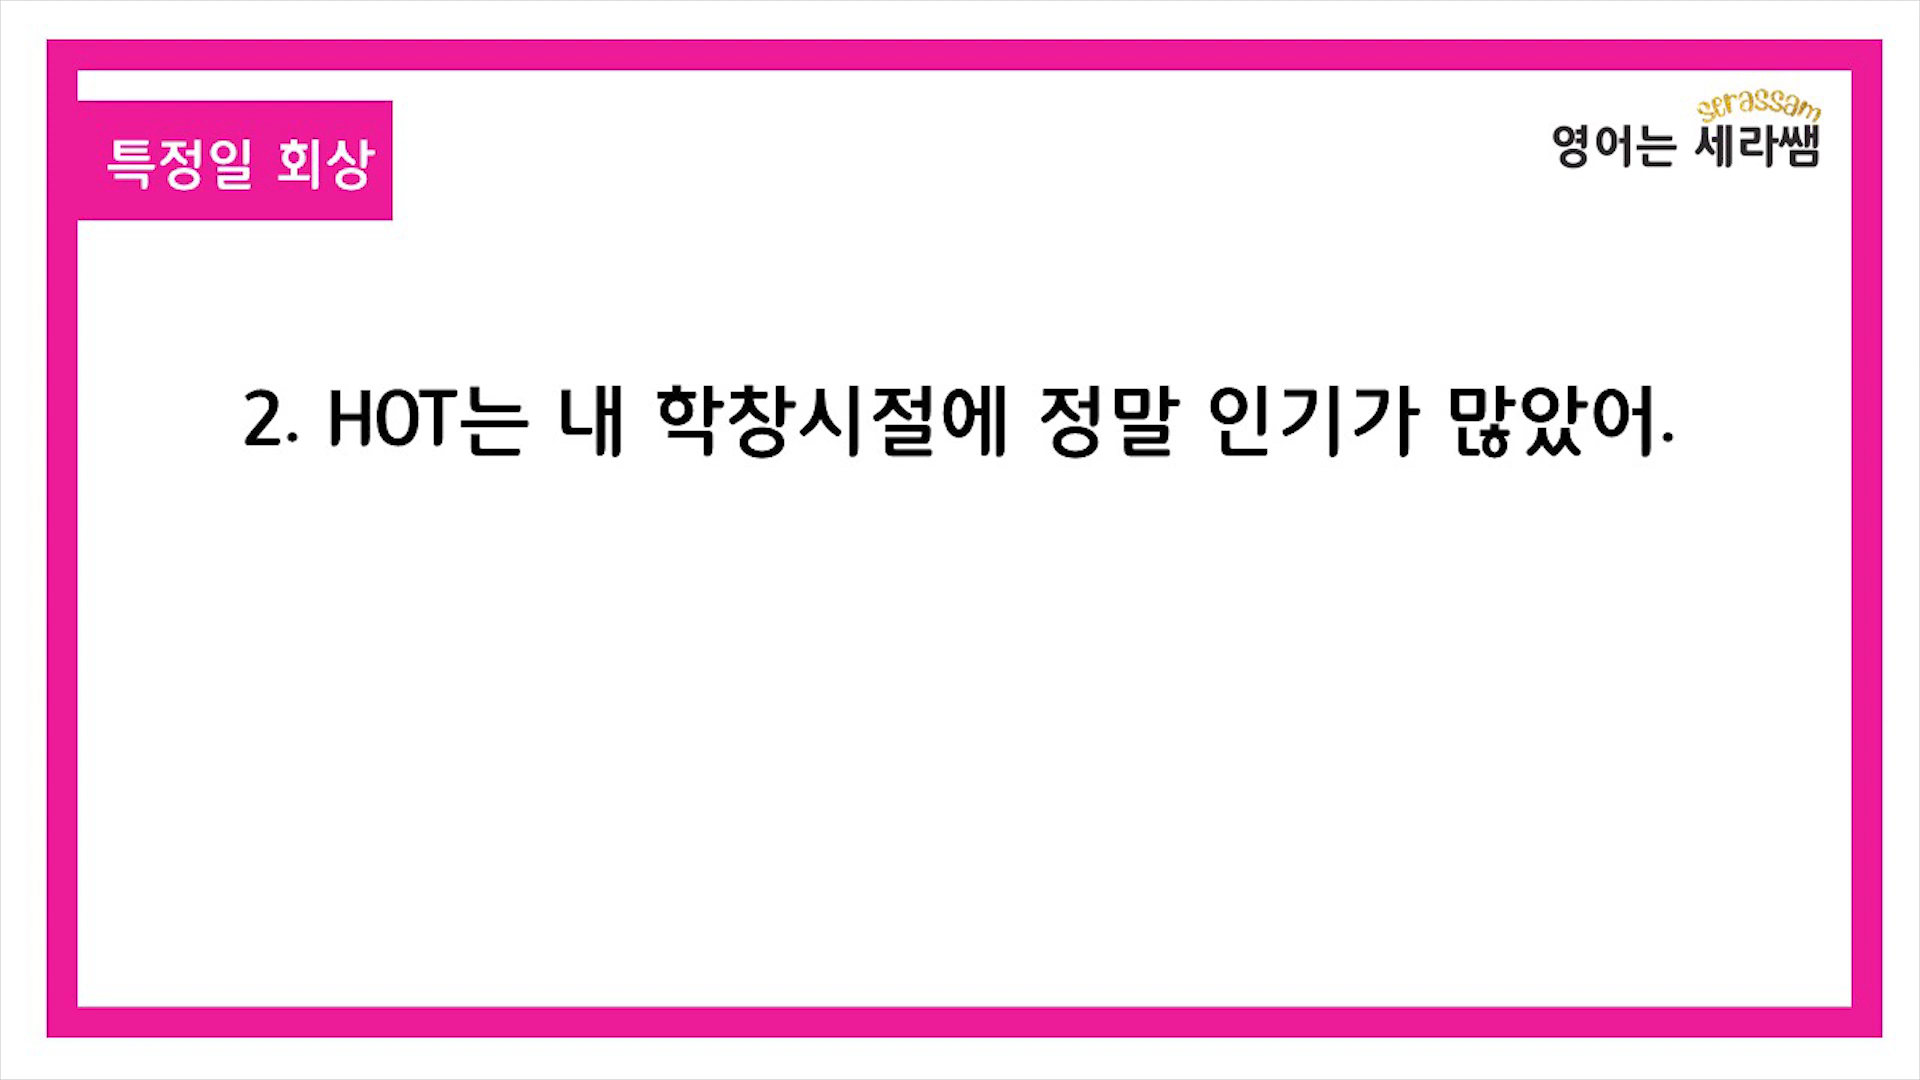 serassam
영어는 세라쌤
특정일 회상
2. HOT는 내 학창시절에 정말 인기가 많았어.